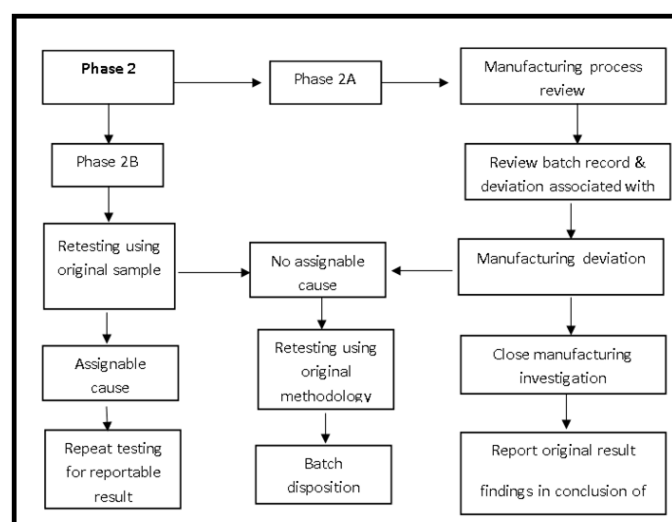 Phase 2
Phase 2A
Manufacturing process
review
Phase 2B
Review batch record &
deviation associated with
Retesting using
original sample
No assignable
cause
Manufacturing deviation
Assignable
cause
Retesting using
original
methodology
Close manufacturing
investigation
Repeat testing
for reportable
result
Batch
disposition
Report original result
findings in conclusion of